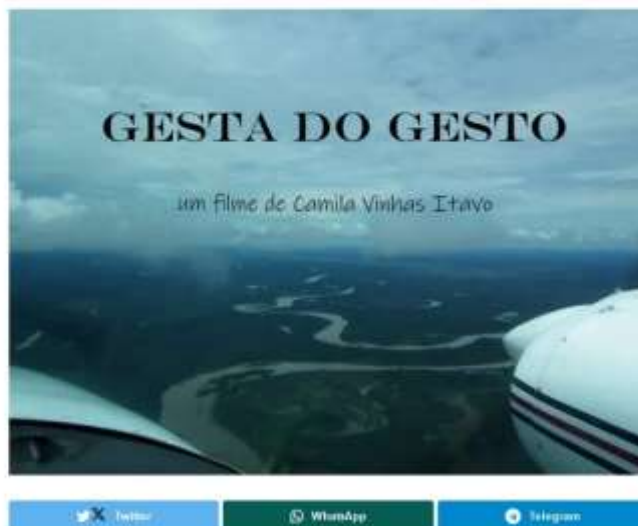 GESTA DO GESTO
um filme de Camila Vinhas Itavo
Twitter
WhatsApp
Telegram